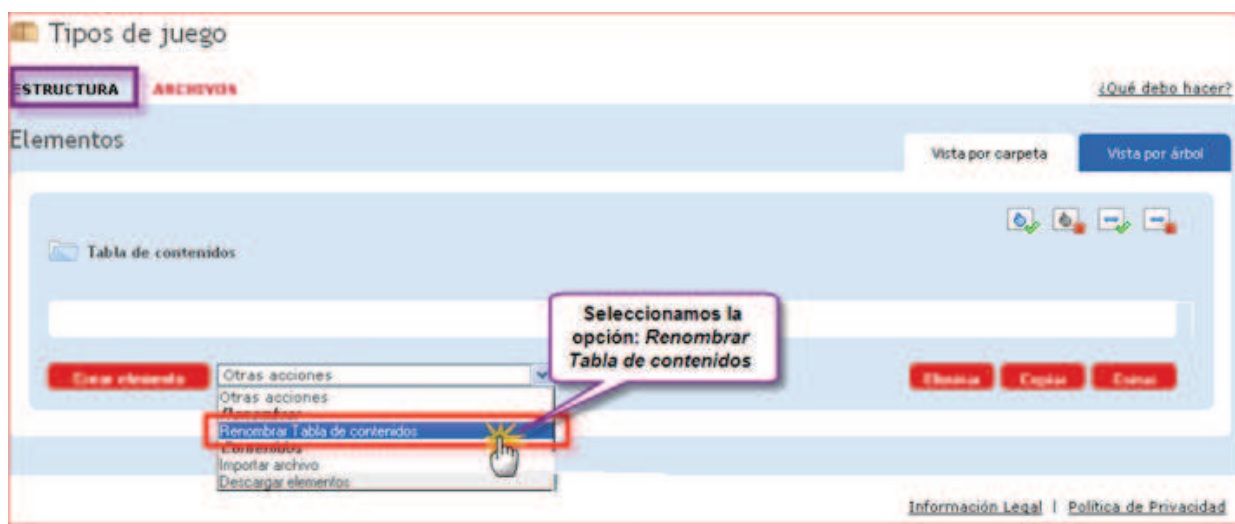 Tipos de juego
ESTRUCTURA ARCHIVOS ¿Qué debo hacer?
Elementos
Vista por carpeta Vista por árbol
Tabla de contenidos
Seleccionamos la
opción: Renombrar
Tabla de contenidos
Crear elemento Otras acciones Eliminar Copiar
Otras acciones
Renombrar
Renombrar Tabla de contenidos
Contenidos
Importar archivo
Descargar elementos
Información Legal | Política de Privacidad